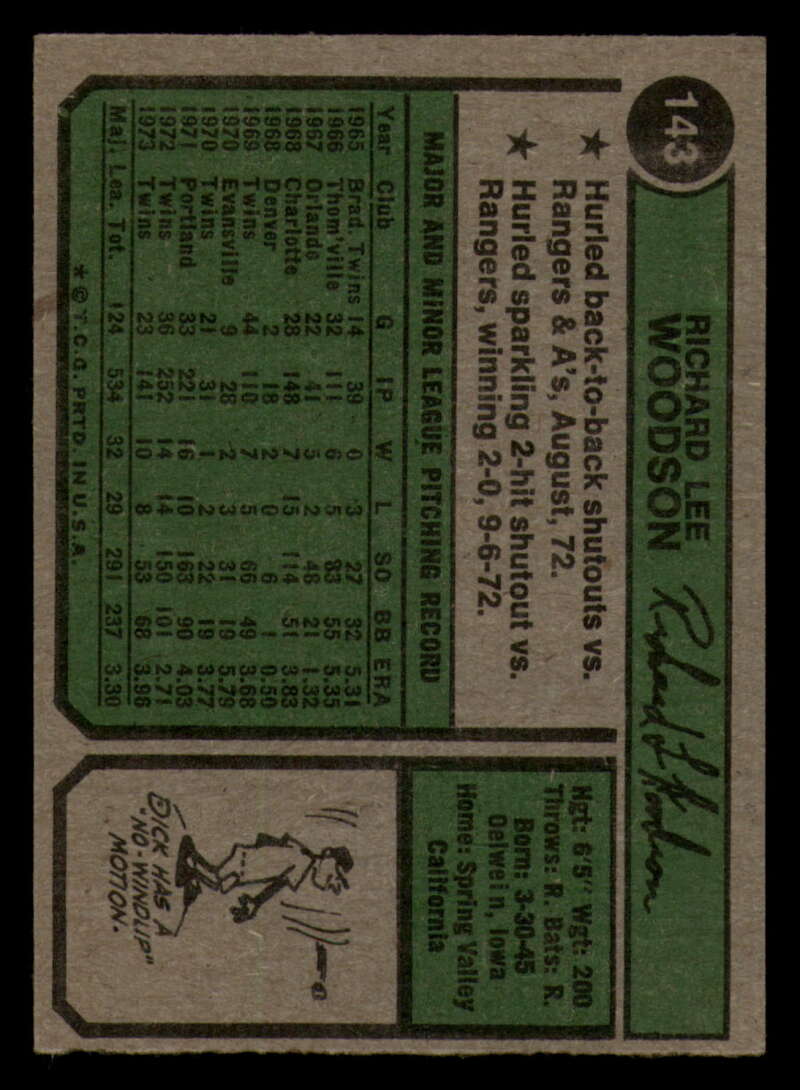 143
RICHARD LEE
WOODSON
Richard L Woodson
★ Hurled back-to-back shutouts vs.
Rangers & A's, August, 72.
★ Hurled sparkling 2-hit shutout vs.
Rangers, winning 2-0, 9-6-72.
MAJOR AND MINOR LEAGUE PITCHING RECORD
Year Club G IP W L SO BB ERA
1965 Brad. Twins 14 39 0 3 27 32 5.31
1966 Thom'ville 32 111 6 5 83 55 5.35
1967 Orlando 22 41 5 2 46 21 1.32
1968 Charlotte 28 148 7 15 114 51 3.83
1968 Denver 2 18 2 0 6 1 0.50
1969 Twins 44 110 7 5 66 49 3.68
1970 Evansville 9 28 2 3 31 19 5.79
1970 Twins 21 31 1 2 22 19 3.77
1971 Portland 33 221 16 10 163 90 4.03
1972 Twins 36 252 14 14 150 101 2.71
1973 Twins 23 141 10 8 53 68 3.96
Maj. Lea. Tot. 124 534 32 29 291 237 3.30
* © T.C.G. PRTD. IN U.S.A.
Hgt: 6'5" Wgt: 200
Throws: R. Bats: R.
Born: 3-30-45
Oelwein, Iowa
Home: Spring Valley
California
DICK HAS A
"NO-WINDUP"
MOTION.